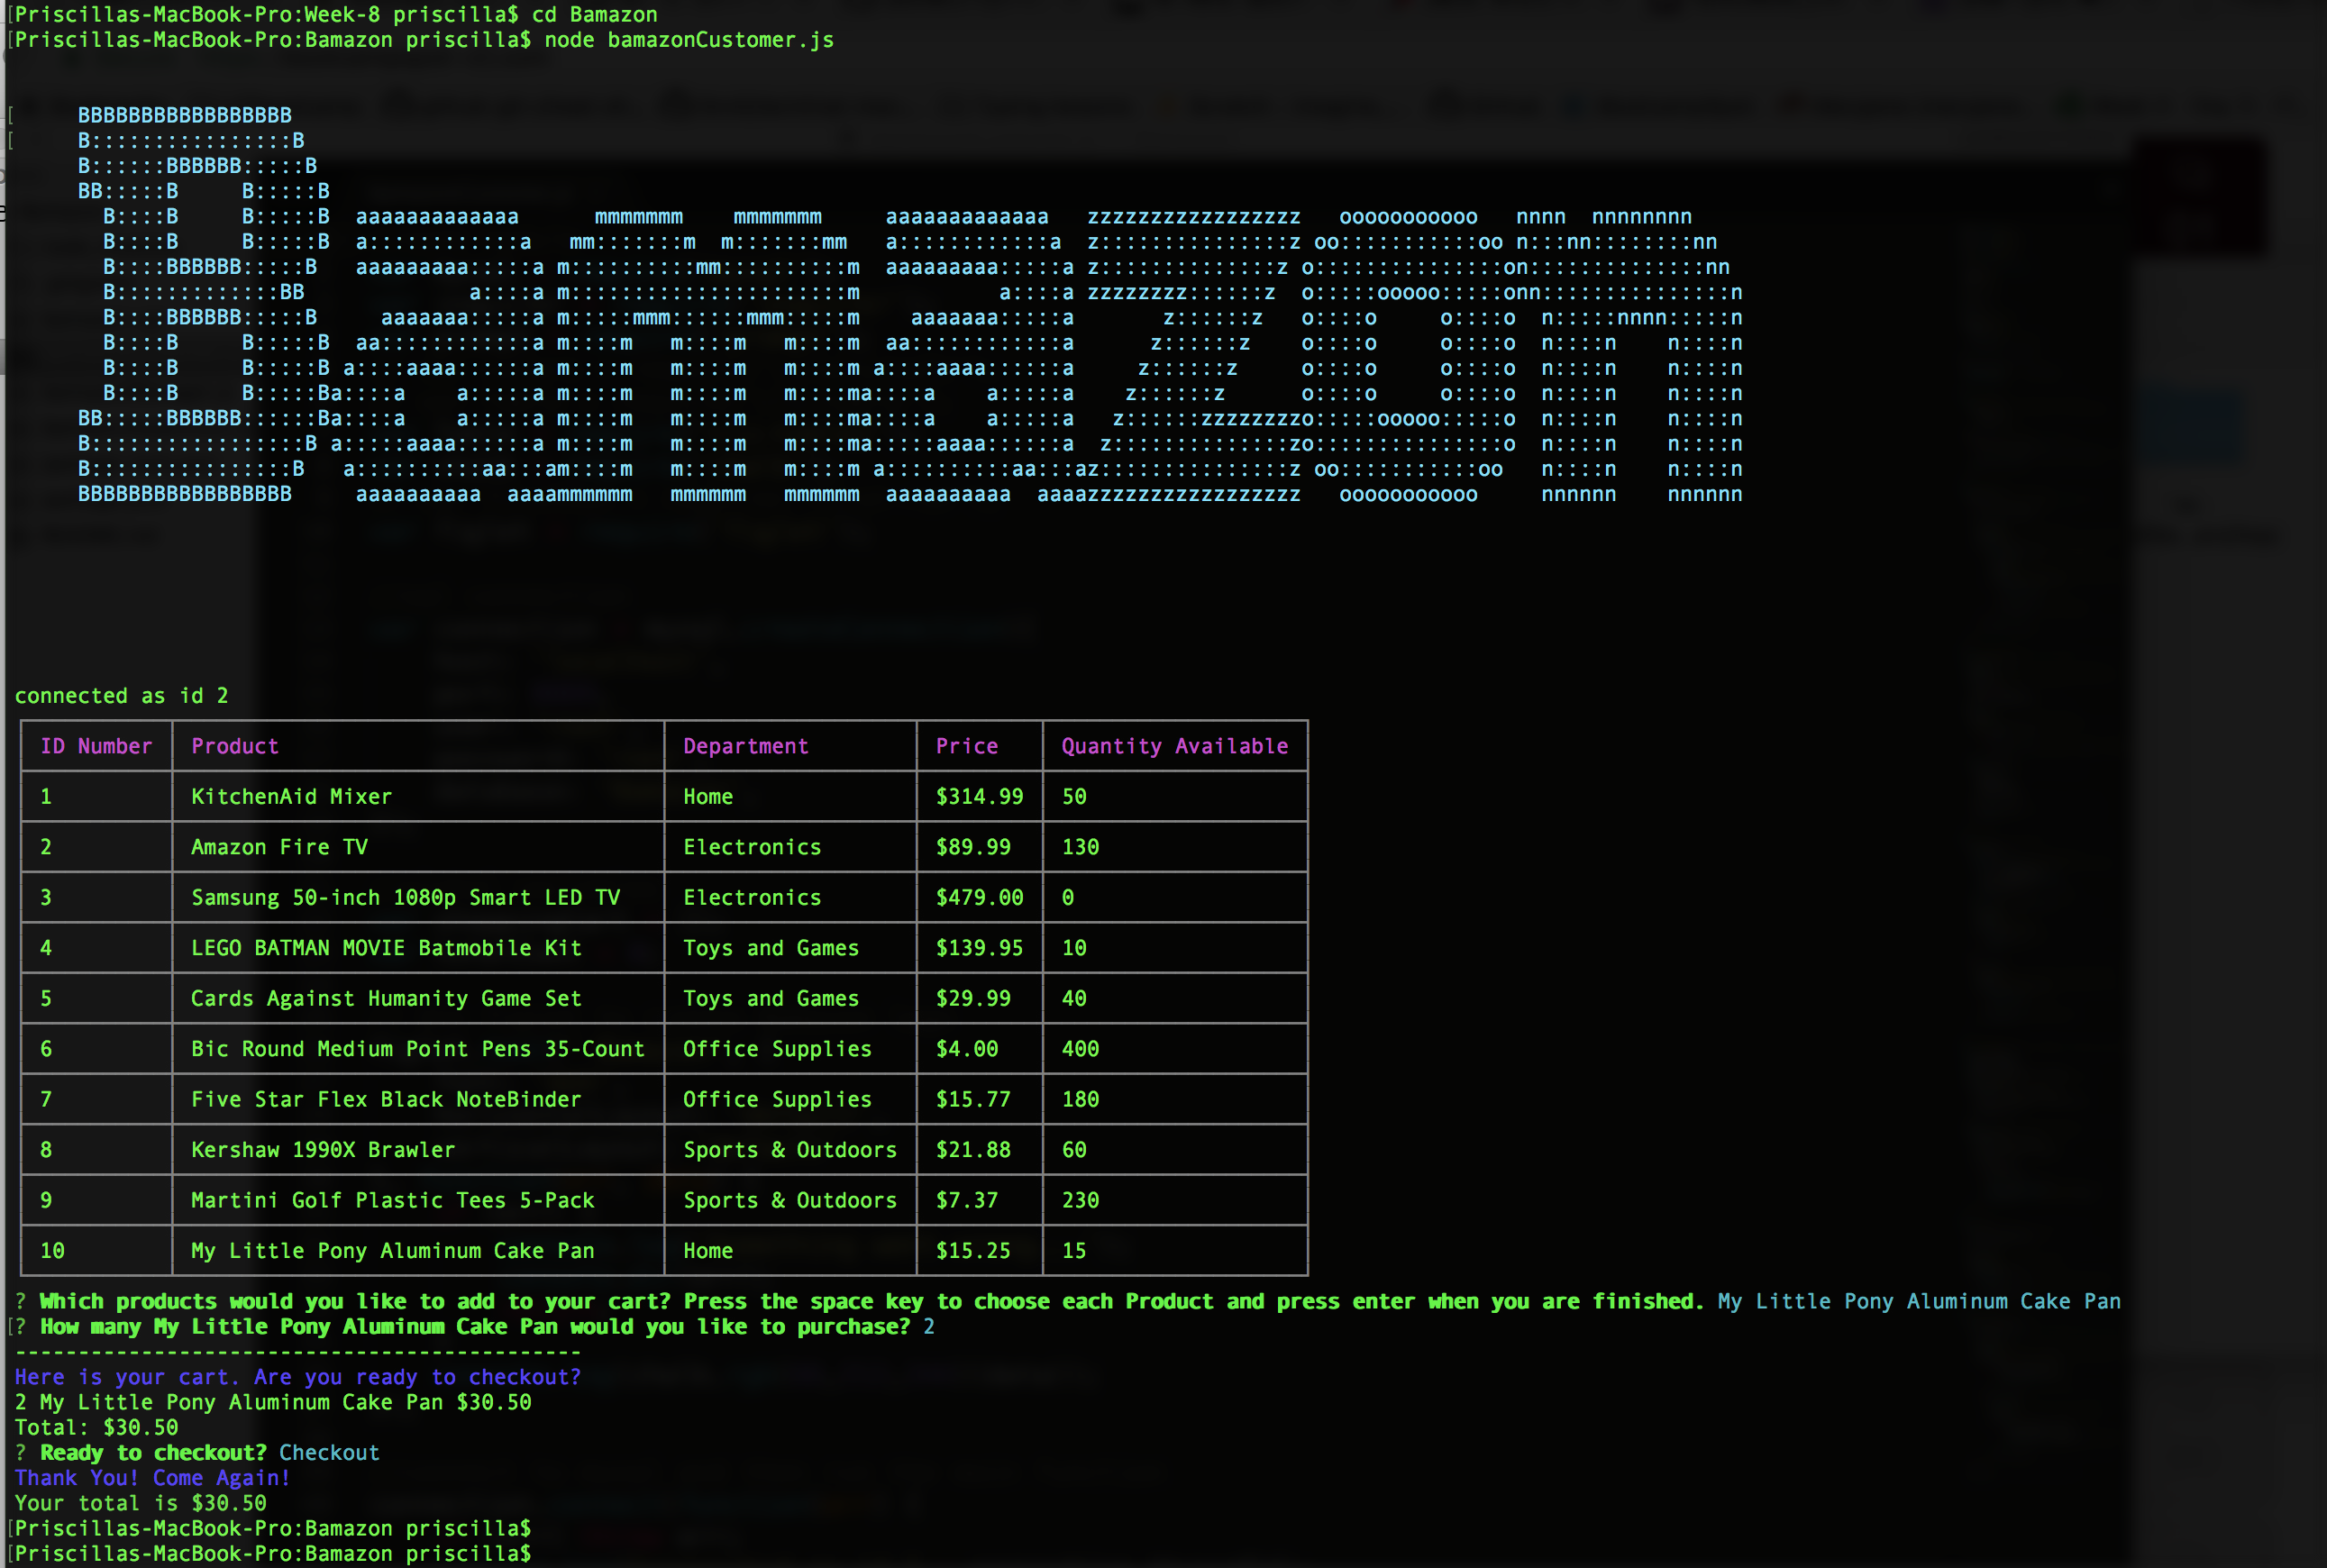 [Priscillas-MacBook-Pro:Week-8 priscilla$ cd Bamazon
[Priscillas-MacBook-Pro:Bamazon priscilla$ node bamazonCustomer.js
[     BBBBBBBBBBBBBBBBB
[     B::::::::::::::::B
      B::::::BBBBBB:::::B
      BB:::::B     B:::::B
        B::::B     B:::::B  aaaaaaaaaaaaa      mmmmmmm    mmmmmmm     aaaaaaaaaaaaa   zzzzzzzzzzzzzzzzz   ooooooooooo   nnnn  nnnnnnnn
        B::::B     B:::::B  a::::::::::::a   mm:::::::m  m:::::::mm   a::::::::::::a  z:::::::::::::::z oo:::::::::::oo n:::nn::::::::nn
        B::::BBBBBB:::::B   aaaaaaaaa:::::a m::::::::::mm::::::::::m  aaaaaaaaa:::::a z::::::::::::::z o:::::::::::::::on::::::::::::::nn
        B:::::::::::::BB             a::::a m::::::::::::::::::::::m           a::::a zzzzzzzz::::::z  o:::::ooooo:::::onn:::::::::::::::n
        B::::BBBBBB:::::B     aaaaaaa:::::a m:::::mmm::::::mmm:::::m    aaaaaaa:::::a       z::::::z   o::::o     o::::o  n:::::nnnn:::::n
        B::::B     B:::::B  aa::::::::::::a m::::m   m::::m   m::::m  aa::::::::::::a      z::::::z    o::::o     o::::o  n::::n    n::::n
        B::::B     B:::::B a::::aaaa::::::a m::::m   m::::m   m::::m a::::aaaa::::::a     z::::::z     o::::o     o::::o  n::::n    n::::n
        B::::B     B:::::Ba::::a    a:::::a m::::m   m::::m   m::::ma::::a    a:::::a    z::::::z      o::::o     o::::o  n::::n    n::::n
      BB:::::BBBBBB::::::Ba::::a    a:::::a m::::m   m::::m   m::::ma::::a    a:::::a   z::::::zzzzzzzzo:::::ooooo:::::o  n::::n    n::::n
      B:::::::::::::::::B a:::::aaaa::::::a m::::m   m::::m   m::::ma:::::aaaa::::::a  z::::::::::::::zo:::::::::::::::o  n::::n    n::::n
      B::::::::::::::::B   a::::::::::aa:::am::::m   m::::m   m::::m a::::::::::aa:::az:::::::::::::::z oo:::::::::::oo   n::::n    n::::n
      BBBBBBBBBBBBBBBBB     aaaaaaaaaa  aaaammmmmm   mmmmmm   mmmmmm  aaaaaaaaaa  aaaazzzzzzzzzzzzzzzzz   ooooooooooo     nnnnnn    nnnnnn
connected as id 2
ID Number Product Department Price Quantity Available
1 KitchenAid Mixer Home $314.99 50
2 Amazon Fire TV Electronics $89.99 130
3 Samsung 50-inch 1080p Smart LED TV Electronics $479.00 0
4 LEGO BATMAN MOVIE Batmobile Kit Toys and Games $139.95 10
5 Cards Against Humanity Game Set Toys and Games $29.99 40
6 Bic Round Medium Point Pens 35-Count Office Supplies $4.00 400
7 Five Star Flex Black NoteBinder Office Supplies $15.77 180
8 Kershaw 1990X Brawler Sports & Outdoors $21.88 60
9 Martini Golf Plastic Tees 5-Pack Sports & Outdoors $7.37 230
10 My Little Pony Aluminum Cake Pan Home $15.25 15
? Which products would you like to add to your cart? Press the space key to choose each Product and press enter when you are finished. My Little Pony Aluminum Cake Pan
[? How many My Little Pony Aluminum Cake Pan would you like to purchase? 2
---------------------------------------------
Here is your cart. Are you ready to checkout?
2 My Little Pony Aluminum Cake Pan $30.50
Total: $30.50
? Ready to checkout? Checkout
Thank You! Come Again!
Your total is $30.50
[Priscillas-MacBook-Pro:Bamazon priscilla$
[Priscillas-MacBook-Pro:Bamazon priscilla$